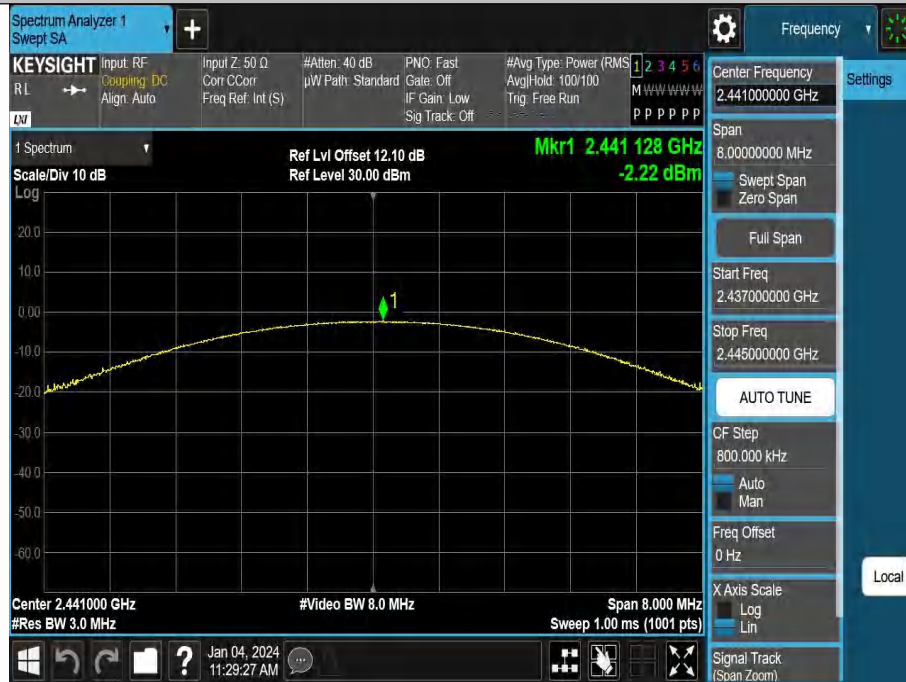 Spectrum Analyzer 1
Swept SA
+
Frequency
KEYSIGHT
RL
LXI
Input: RF
Coupling: DC
Align: Auto
Input Z: 50 Ω
Corr CCorr
Freq Ref: Int (S)
#Atten: 40 dB
µW Path: Standard
PNO: Fast
Gate: Off
IF Gain: Low
Sig Track: Off
#Avg Type: Power (RMS
Avg|Hold: 100/100
Trig: Free Run
1 2 3 4 5 6
M W W W W W
P P P P P P
1 Spectrum
Scale/Div 10 dB
Ref Lvl Offset 12.10 dB
Ref Level 30.00 dBm
Mkr1 2.441 128 GHz
-2.22 dBm
Log
20.0
10.0
0.00
-10.0
-20.0
-30.0
-40.0
-50.0
-60.0
1
Center 2.441000 GHz
#Res BW 3.0 MHz
#Video BW 8.0 MHz
Span 8.000 MHz
Sweep 1.00 ms (1001 pts)
?
Jan 04, 2024
11:29:27 AM
Center Frequency
2.441000000 GHz
Settings
Span
8.00000000 MHz
Swept Span
Zero Span
Full Span
Start Freq
2.437000000 GHz
Stop Freq
2.445000000 GHz
AUTO TUNE
CF Step
800.000 kHz
Auto
Man
Freq Offset
0 Hz
Local
X Axis Scale
Log
Lin
Signal Track
(Span Zoom)